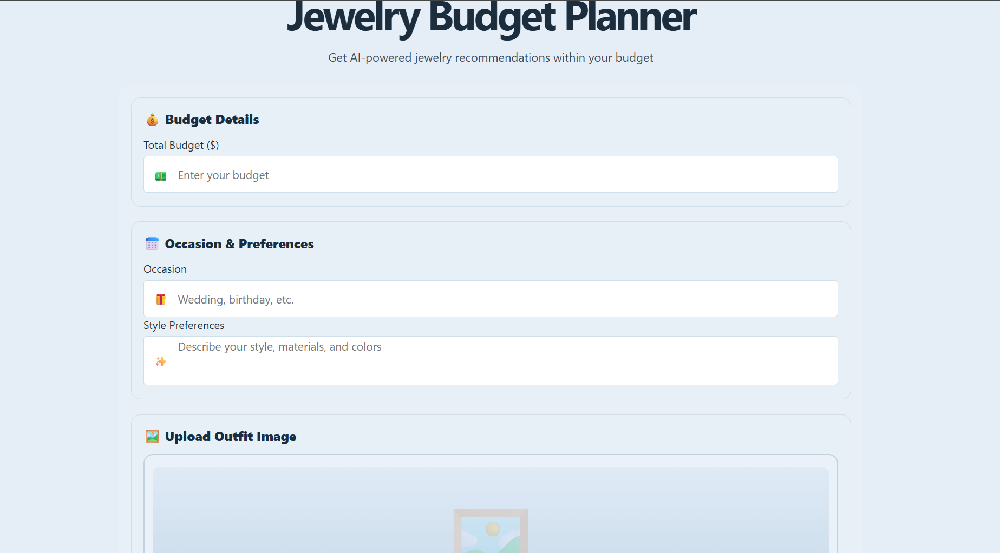 Jewelry Budget Planner
Get AI-powered jewelry recommendations within your budget
Budget Details
Total Budget ($)
Enter your budget
Occasion & Preferences
Occasion
Wedding, birthday, etc.
Style Preferences
Describe your style, materials, and colors
Upload Outfit Image